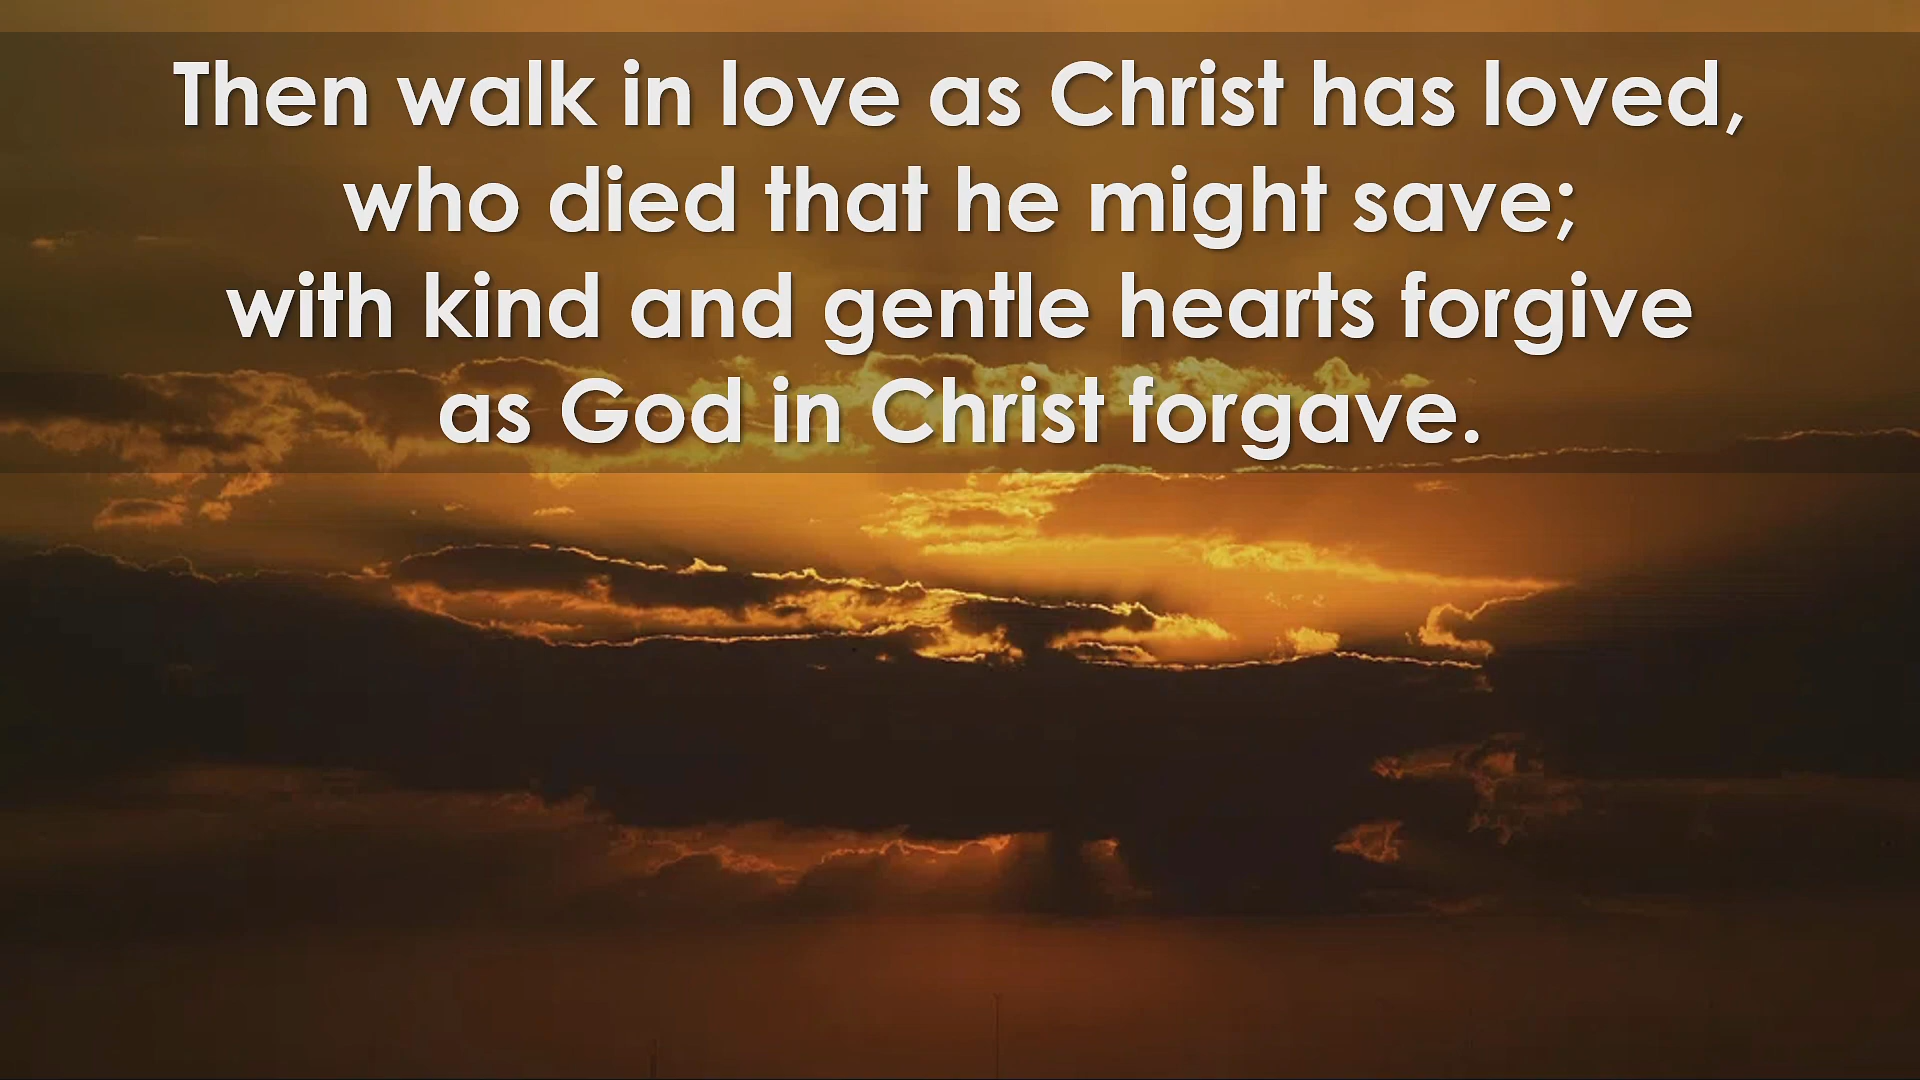 Then walk in love as Christ has loved,
who died that he might save;
with kind and gentle hearts forgive
as God in Christ forgave.